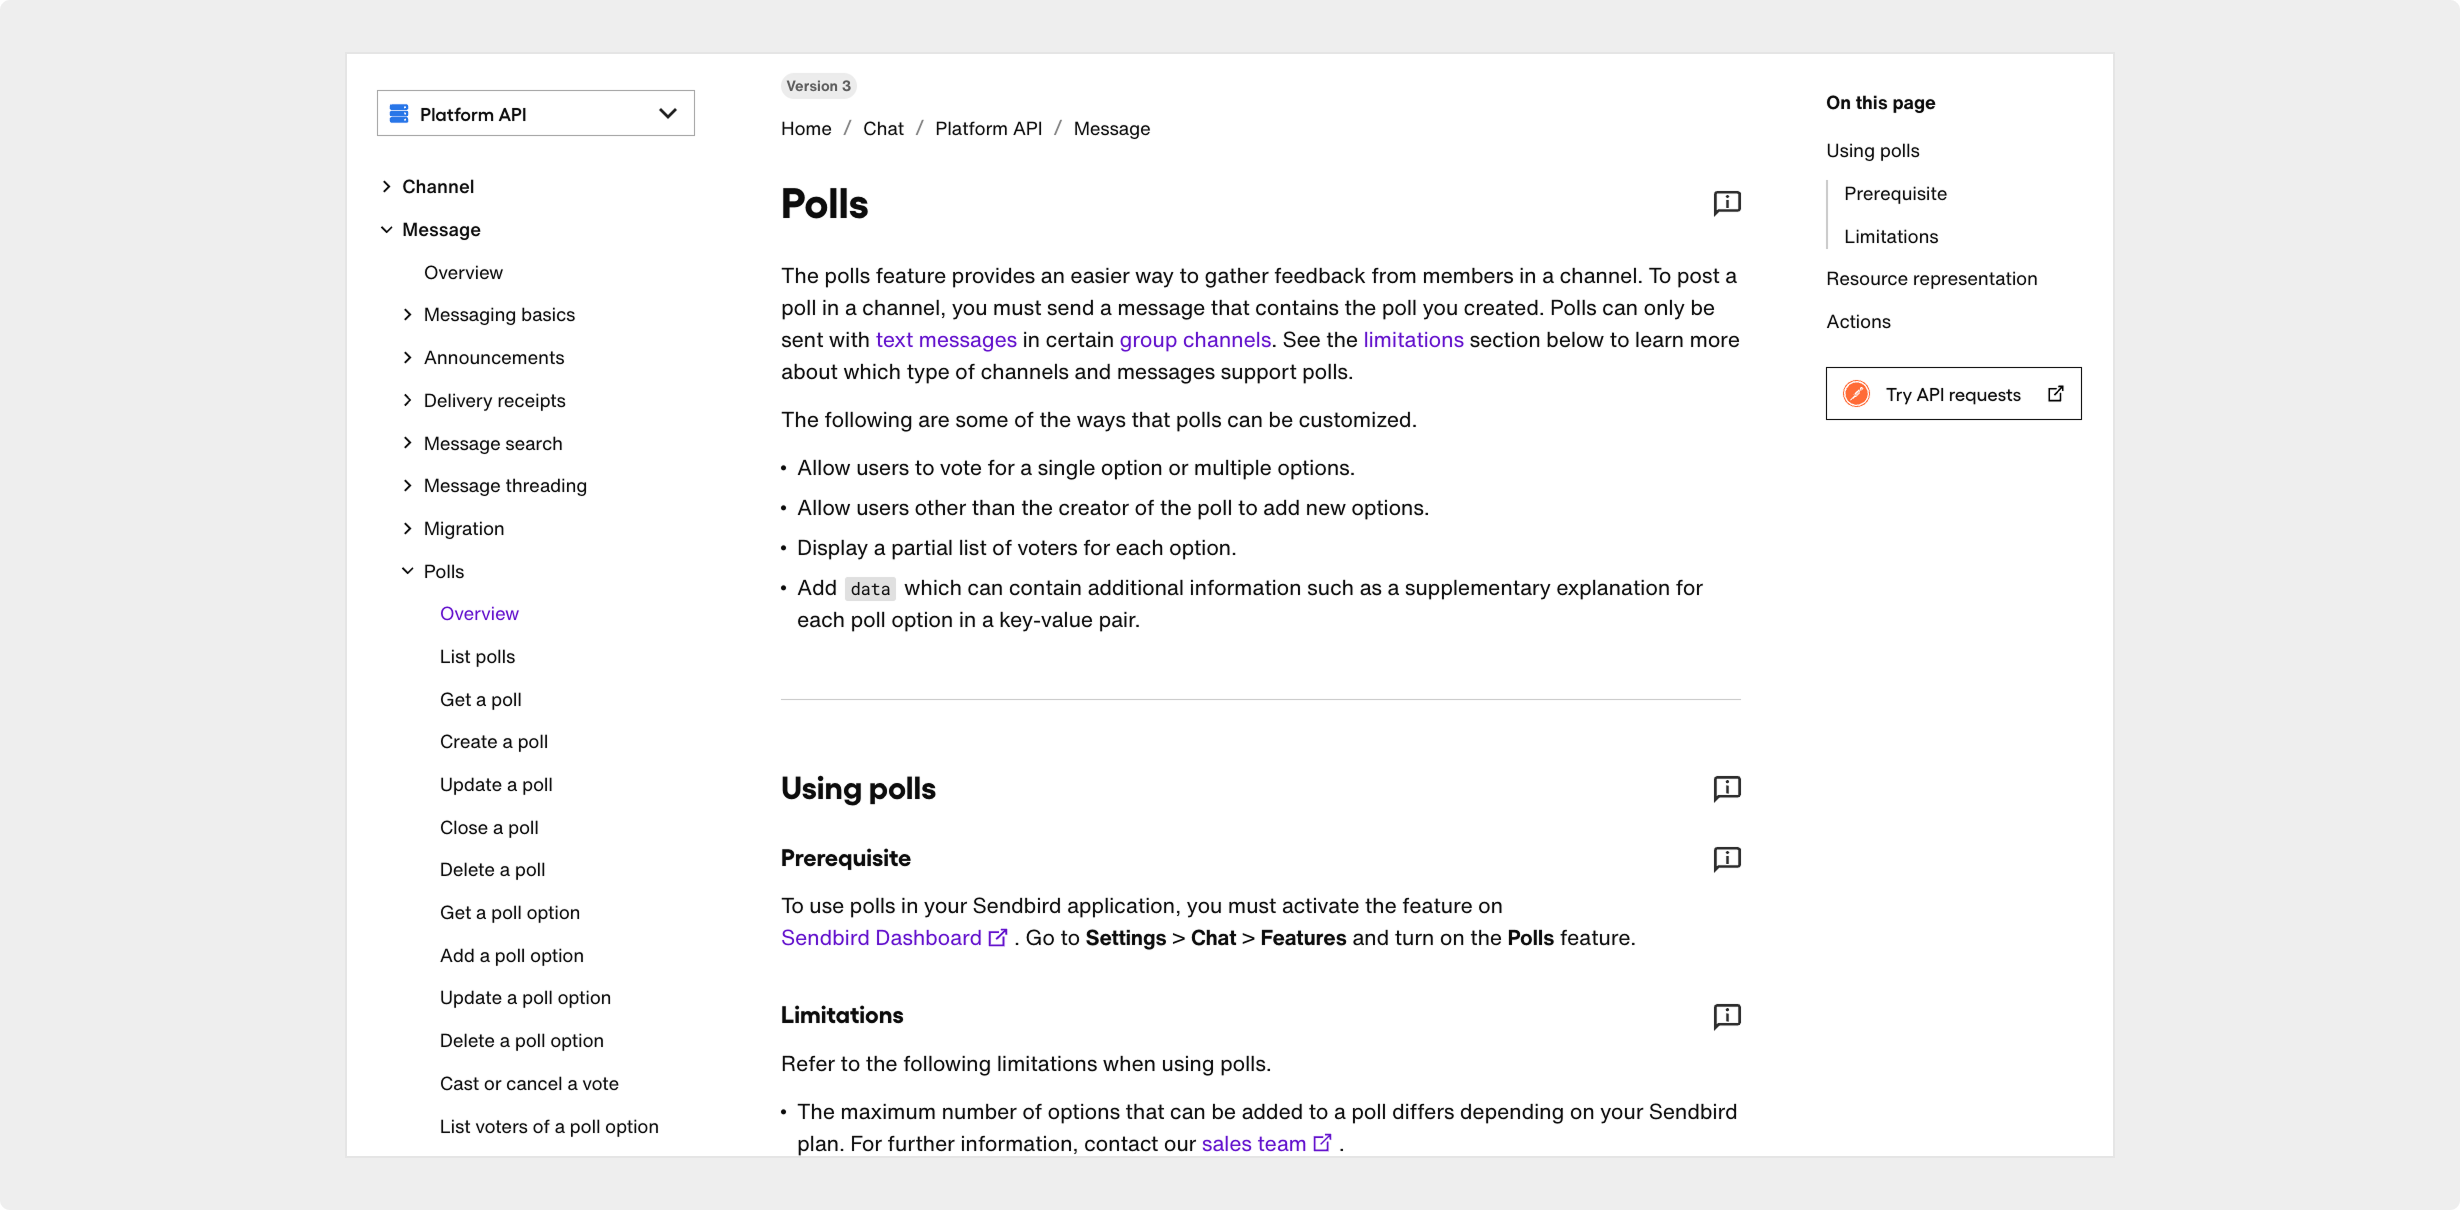 Platform API
Channel
Message
Overview
Messaging basics
Announcements
Delivery receipts
Message search
Message threading
Migration
Polls
Overview
List polls
Get a poll
Create a poll
Update a poll
Close a poll
Delete a poll
Get a poll option
Add a poll option
Update a poll option
Delete a poll option
Cast or cancel a vote
List voters of a poll option
Version 3
Home / Chat / Platform API / Message
Polls
The polls feature provides an easier way to gather feedback from members in a channel. To post a
poll in a channel, you must send a message that contains the poll you created. Polls can only be
sent with text messages in certain group channels. See the limitations section below to learn more
about which type of channels and messages support polls.
The following are some of the ways that polls can be customized.
• Allow users to vote for a single option or multiple options.
• Allow users other than the creator of the poll to add new options.
• Display a partial list of voters for each option.
• Add data which can contain additional information such as a supplementary explanation for
each poll option in a key-value pair.
Using polls
Prerequisite
To use polls in your Sendbird application, you must activate the feature on
Sendbird Dashboard . Go to Settings > Chat > Features and turn on the Polls feature.
Limitations
Refer to the following limitations when using polls.
• The maximum number of options that can be added to a poll differs depending on your Sendbird
plan. For further information, contact our sales team .
On this page
Using polls
Prerequisite
Limitations
Resource representation
Actions
Try API requests